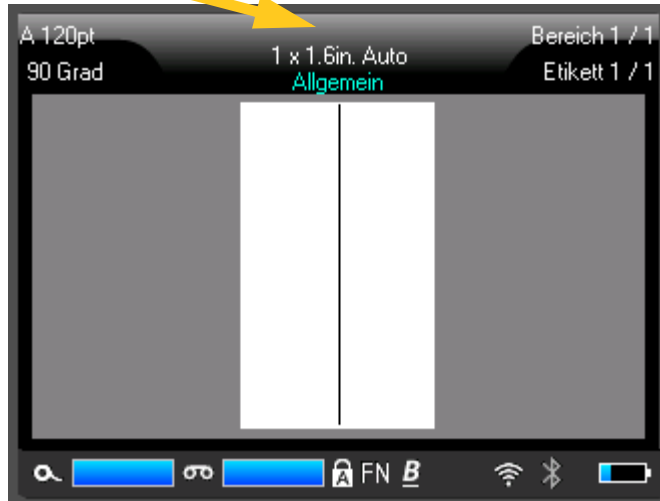 A 120pt
90 Grad
1 x 1.6in. Auto
Allgemein
Bereich 1 / 1
Etikett 1 / 1
A FN B